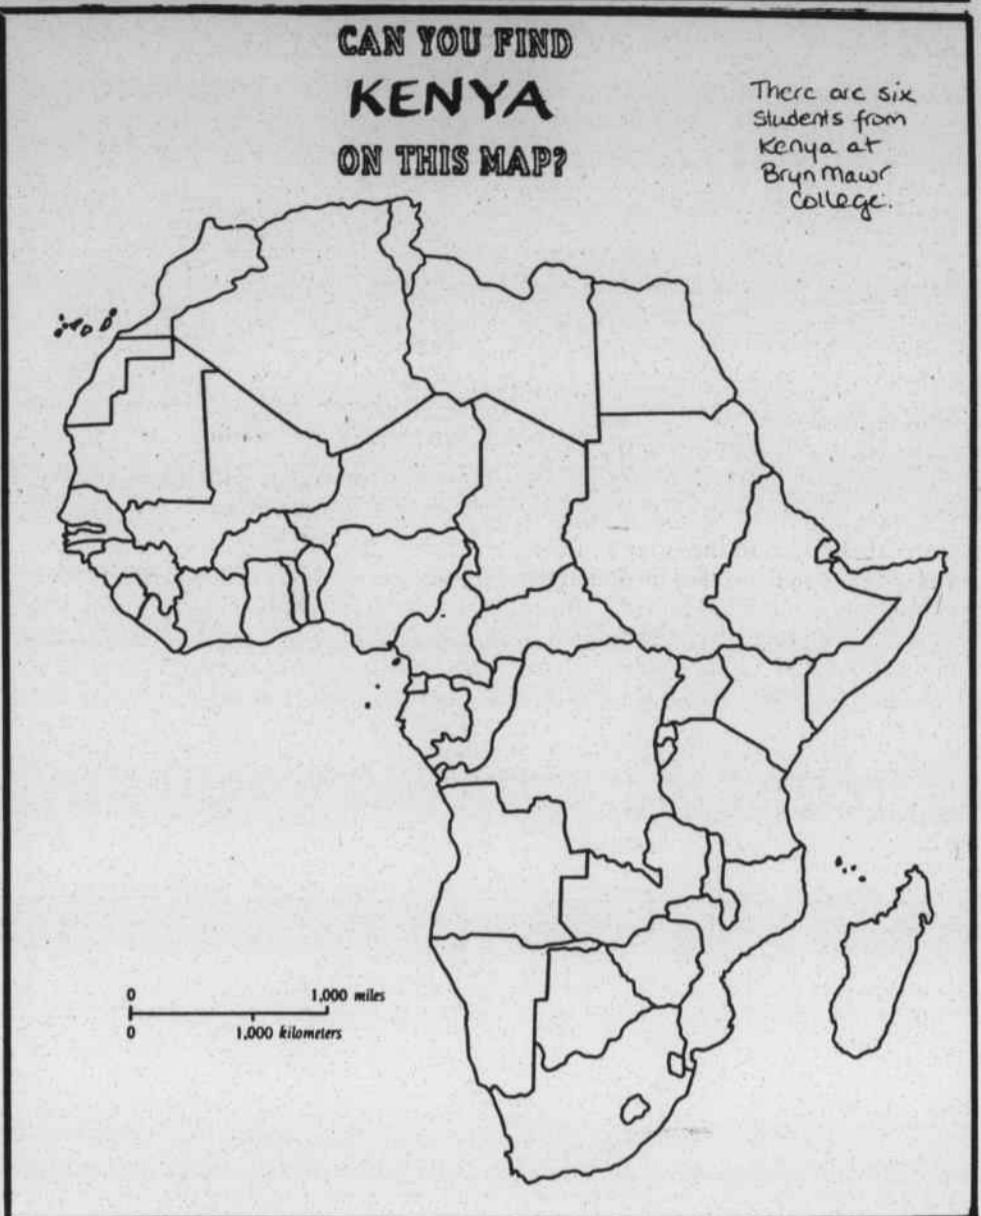 CAN YOU FIND
KENYA
ON THIS MAP?
There are six
students from
Kenya at
Bryn Mawr
College.
0 1,000 miles
0 1,000 kilometers